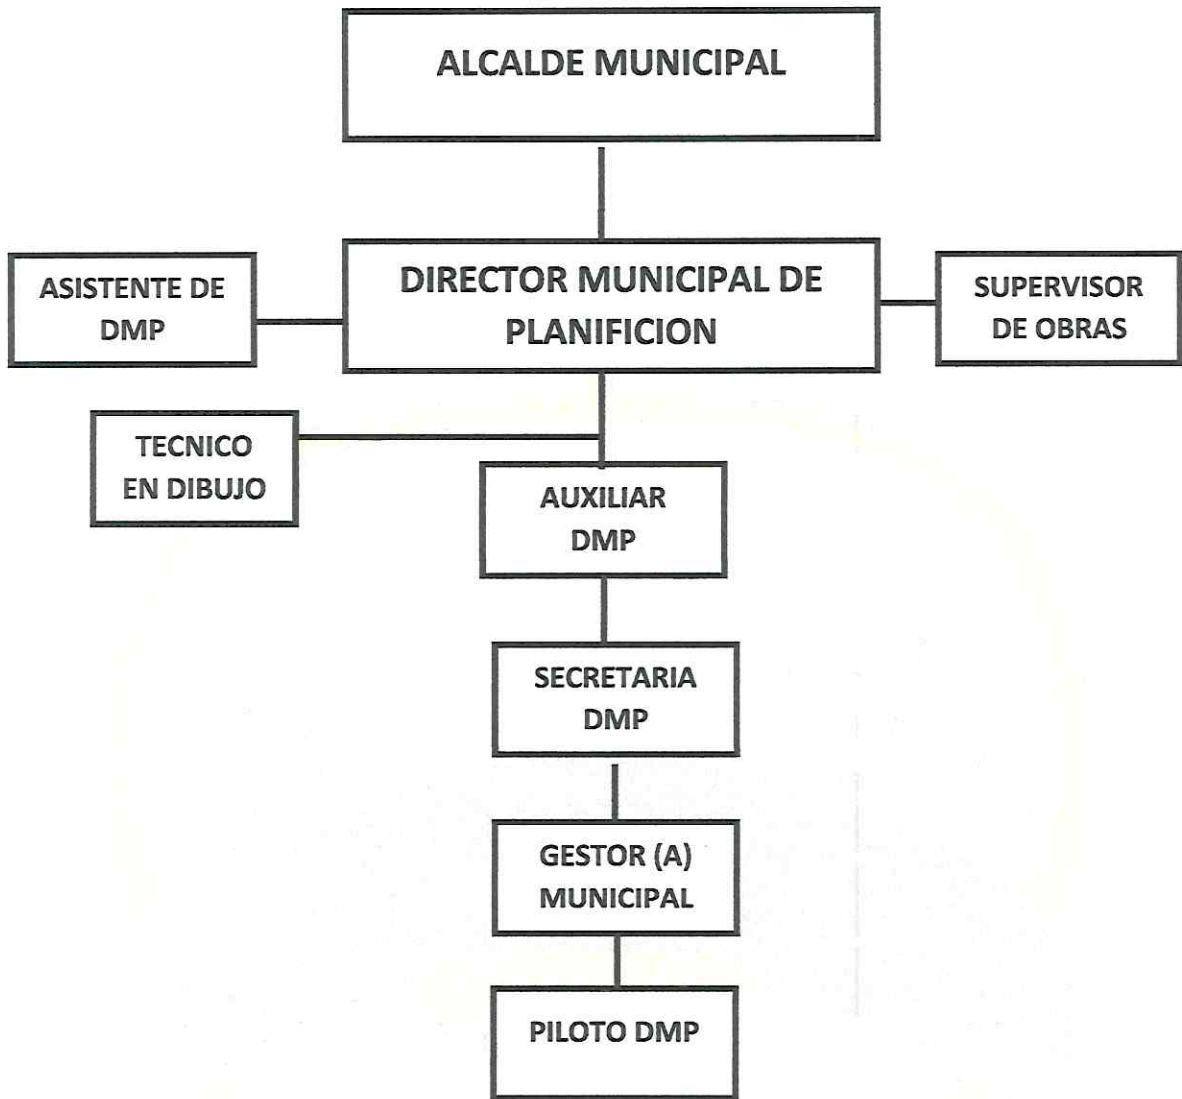 ALCALDE MUNICIPAL
DIRECTOR MUNICIPAL DE
PLANIFICION
ASISTENTE DE
DMP
SUPERVISOR
DE OBRAS
TECNICO
EN DIBUJO
AUXILIAR
DMP
SECRETARIA
DMP
GESTOR (A)
MUNICIPAL
PILOTO DMP